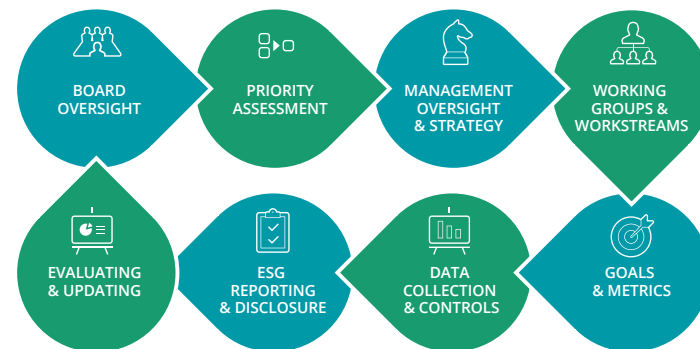 BOARD
OVERSIGHT
PRIORITY
ASSESSMENT
MANAGEMENT
OVERSIGHT
& STRATEGY
WORKING
GROUPS &
WORKSTREAMS
EVALUATING
& UPDATING
ESG
REPORTING
& DISCLOSURE
DATA
COLLECTION
& CONTROLS
GOALS
& METRICS